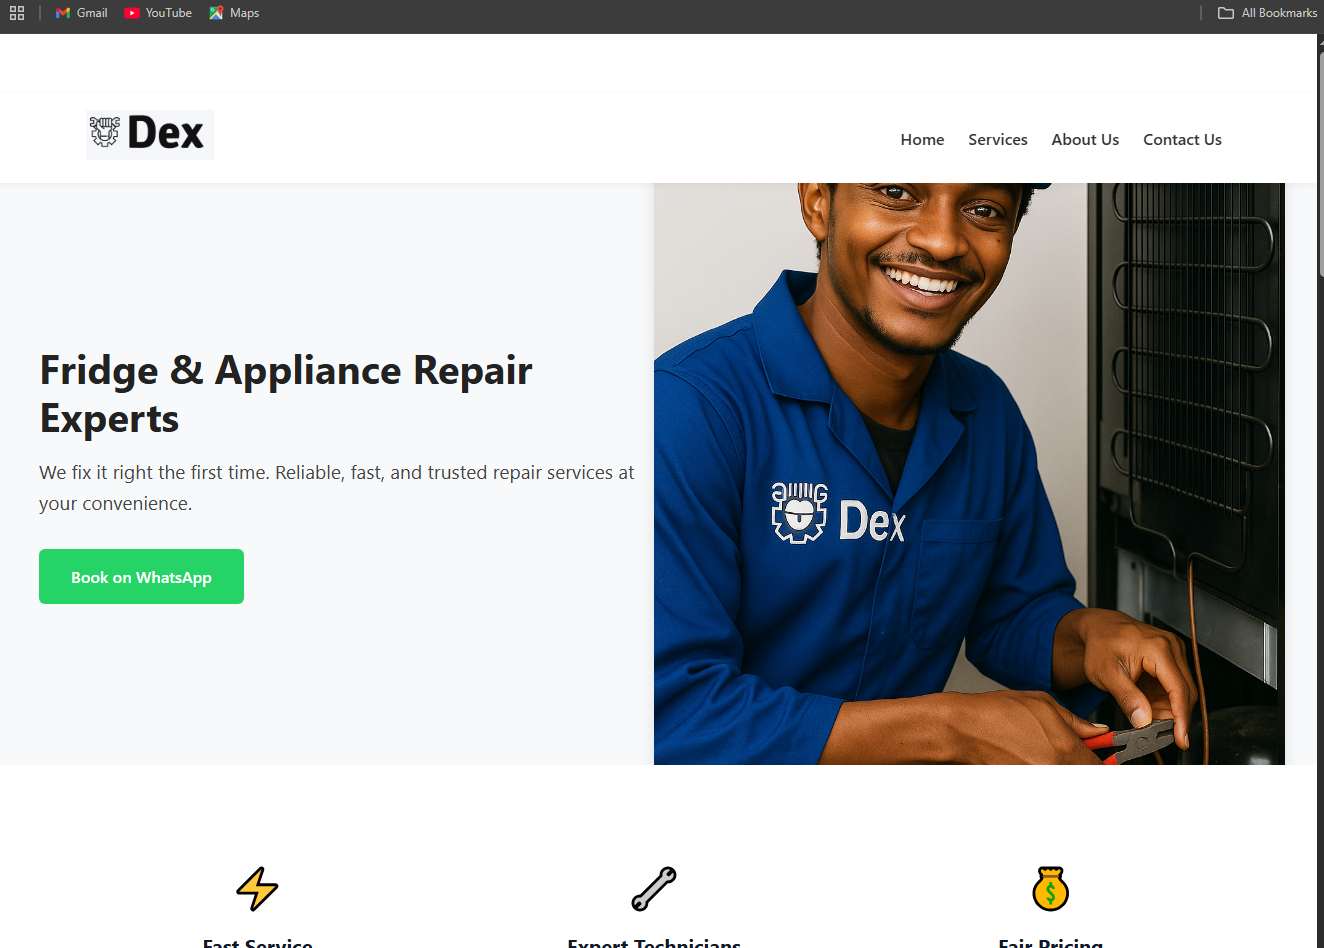 Gmail
YouTube
Maps
All Bookmarks
Dex
Home
Services
About Us
Contact Us
Fridge & Appliance Repair
Experts
We fix it right the first time. Reliable, fast, and trusted repair services at
your convenience.
Book on WhatsApp
Dex
Fast Service
Expert Technicians
Fair Pricing